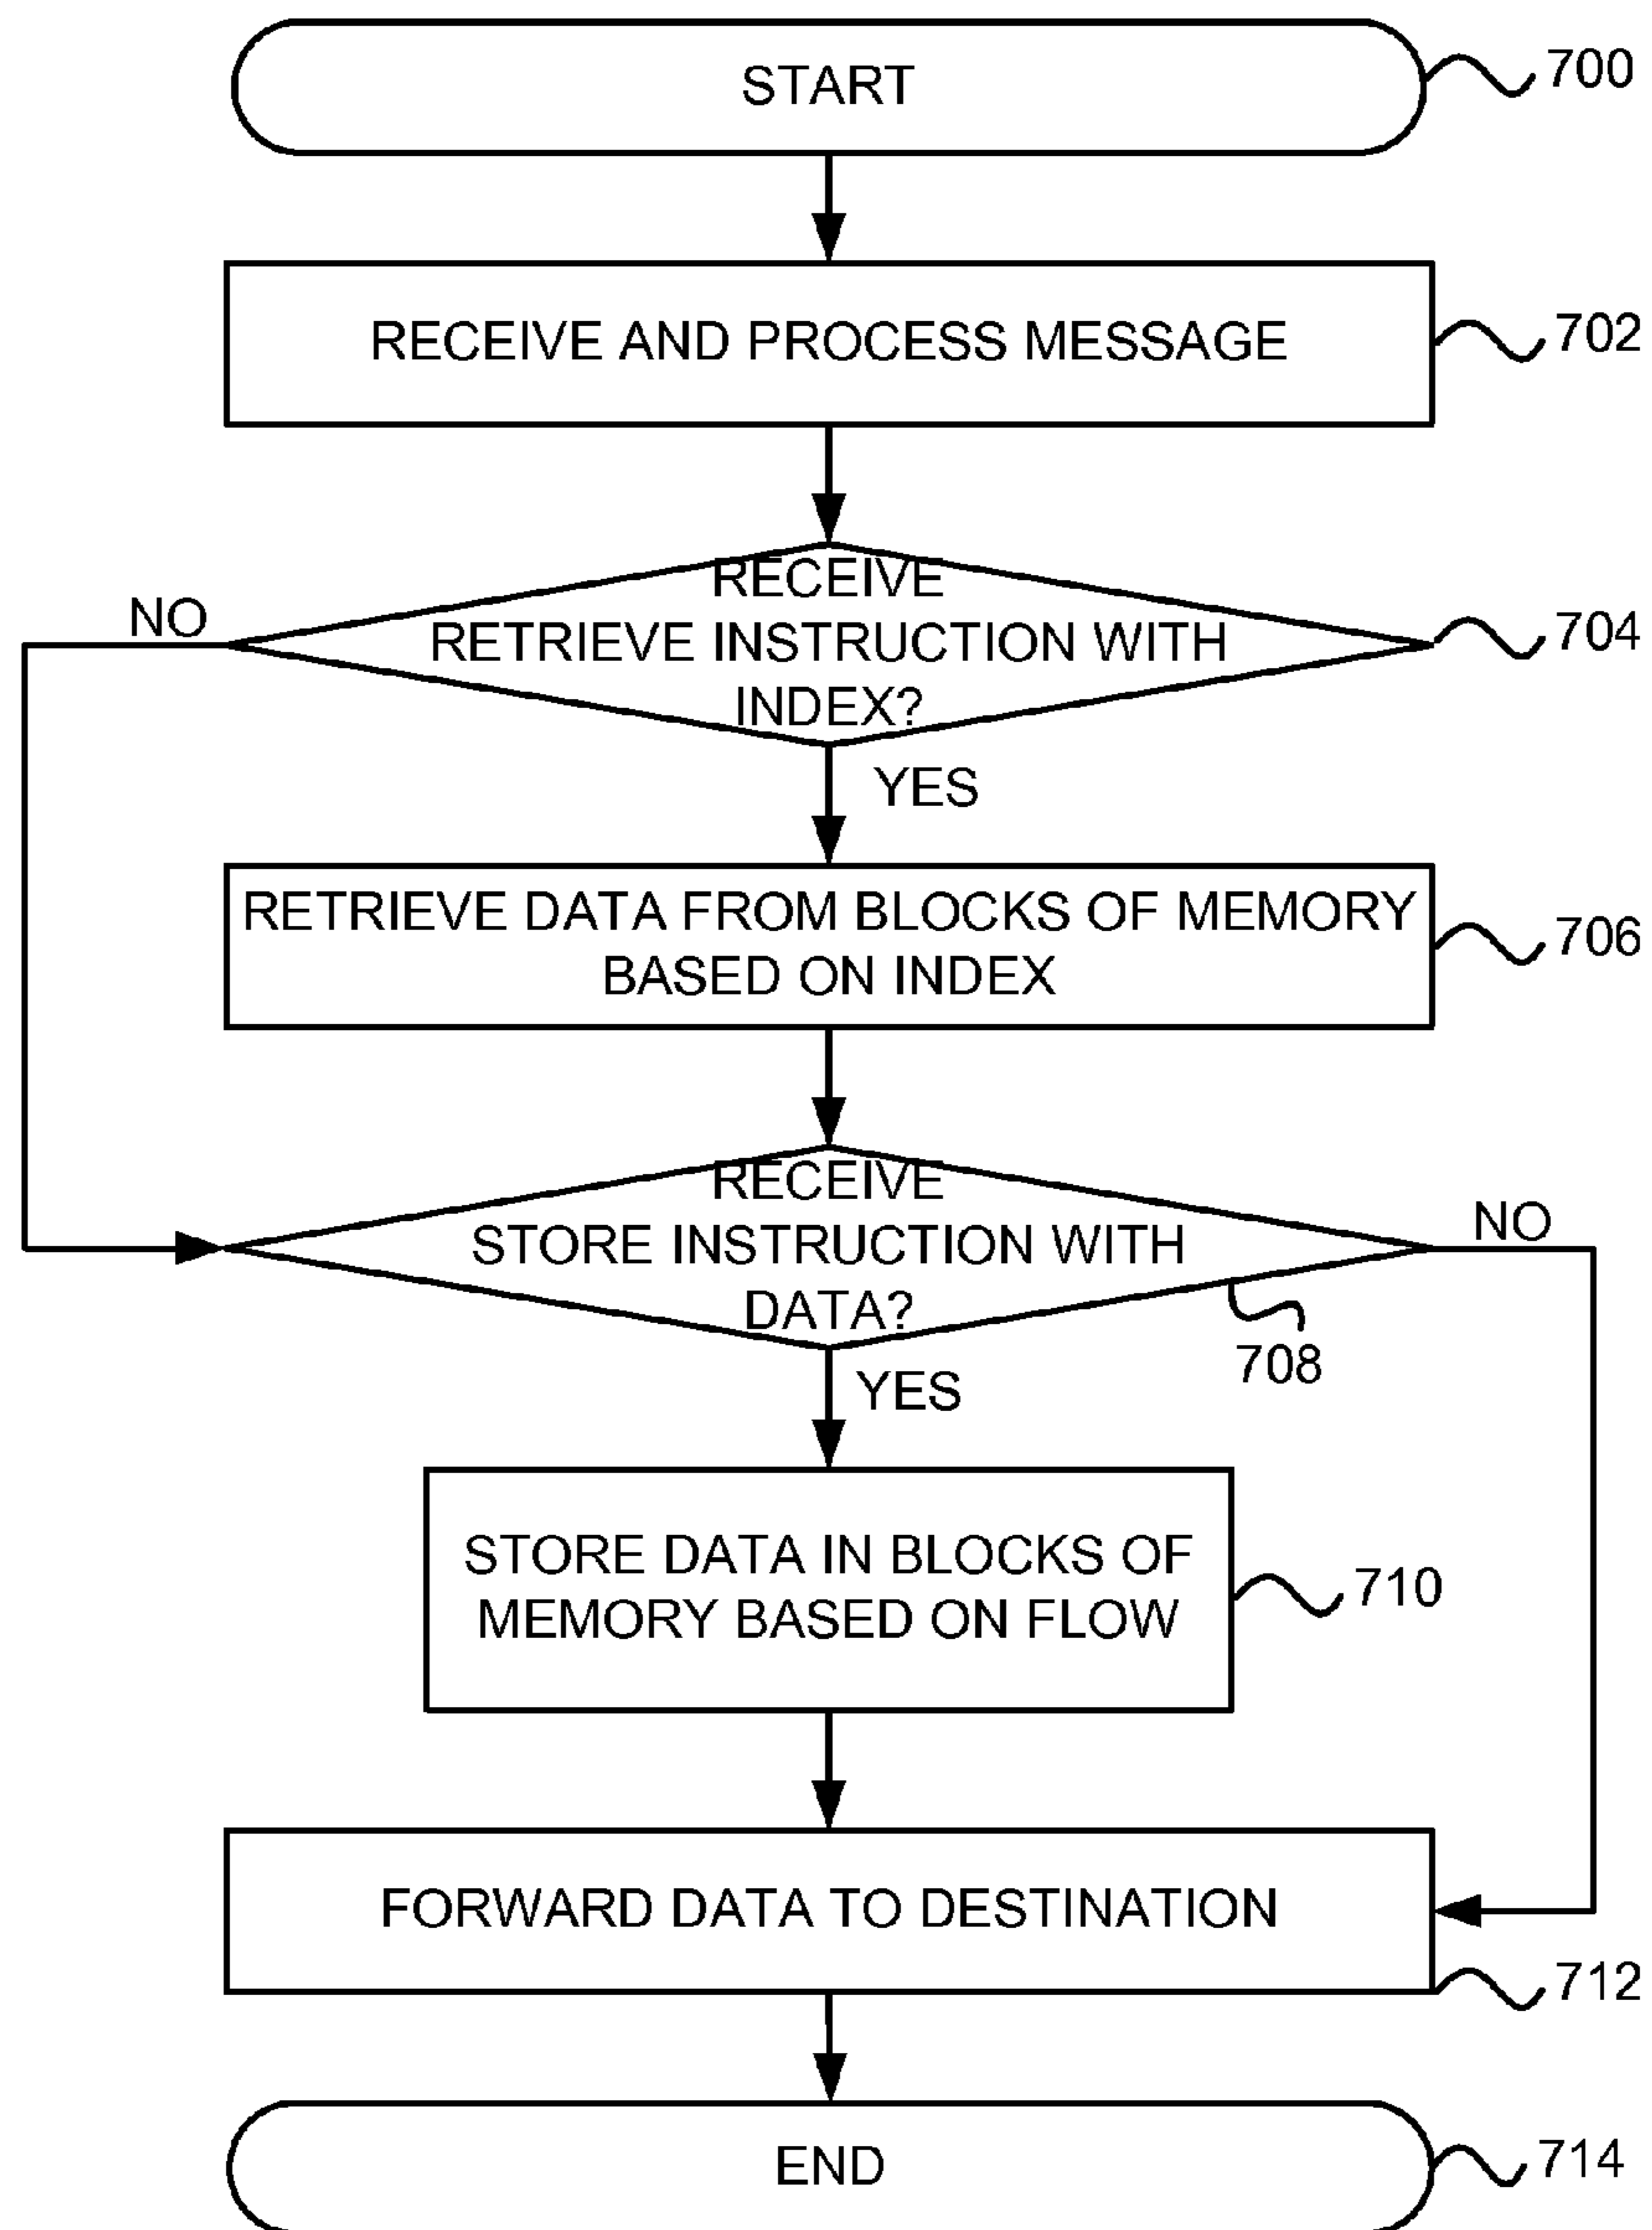 START
700
RECEIVE AND PROCESS MESSAGE
702
RECEIVE
RETRIEVE INSTRUCTION WITH
INDEX?
704
NO
YES
RETRIEVE DATA FROM BLOCKS OF MEMORY
BASED ON INDEX
706
RECEIVE
STORE INSTRUCTION WITH
DATA?
NO
708
YES
STORE DATA IN BLOCKS OF
MEMORY BASED ON FLOW
710
FORWARD DATA TO DESTINATION
712
END
714